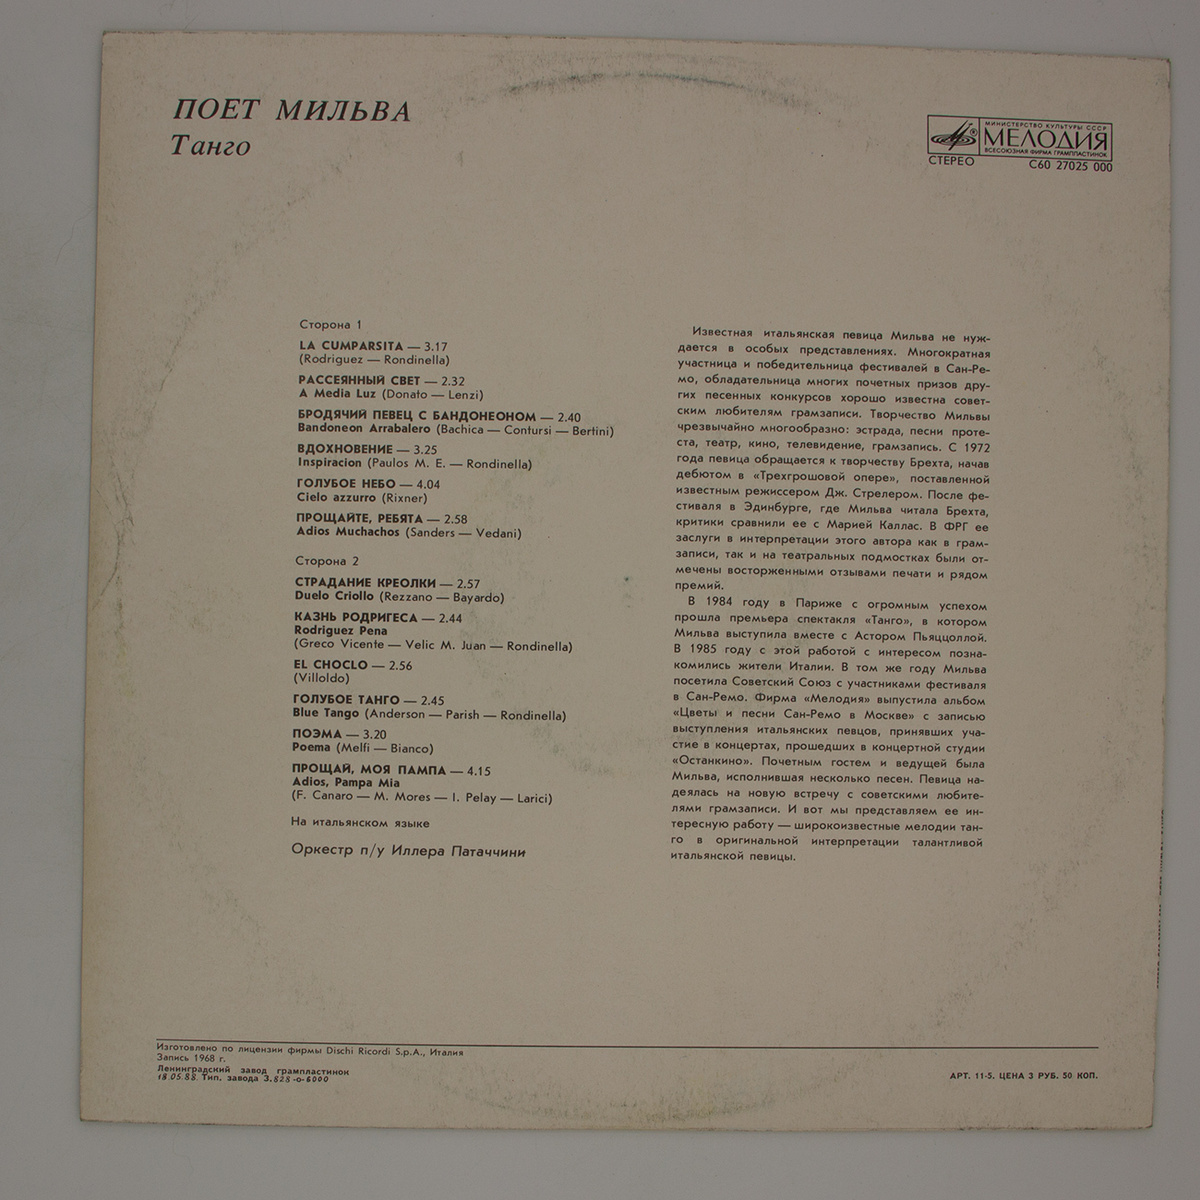 ПОЕТ МИЛЬВА
Танго
МИНИСТЕРСТВО КУЛЬТУРЫ СССР
МЕЛОДИЯ
ВСЕСОЮЗНАЯ ФИРМА ГРАМПЛАСТИНОК
СТЕРЕО С60 27025 000
Сторона 1
LA CUMPARSITA — 3.17
(Rodriguez — Rondinella)
РАССЕЯННЫЙ СВЕТ — 2.32
A Media Luz (Donato — Lenzi)
БРОДЯЧИЙ ПЕВЕЦ С БАНДОНЕОНОМ — 2.40
Bandoneon Arrabalero (Bachica — Contursi — Bertini)
ВДОХНОВЕНИЕ — 3.25
Inspiracion (Paulos M. E. — Rondinella)
ГОЛУБОЕ НЕБО — 4.04
Cielo azzurro (Rixner)
ПРОЩАЙТЕ, РЕБЯТА — 2.58
Adios Muchachos (Sanders — Vedani)
Сторона 2
СТРАДАНИЕ КРЕОЛКИ — 2.57
Duelo Criollo (Rezzano — Bayardo)
КАЗНЬ РОДРИГЕСА — 2.44
Rodriguez Pena
(Greco Vicente — Velic M. Juan — Rondinella)
EL CHOCLO — 2.56
(Villoldo)
ГОЛУБОЕ ТАНГО — 2.45
Blue Tango (Anderson — Parish — Rondinella)
ПОЭМА — 3.20
Poema (Melfi — Bianco)
ПРОЩАЙ, МОЯ ПАМПА — 4.15
Adios, Pampa Mia
(F. Canaro — M. Mores — I. Pelay — Larici)
На итальянском языке
Оркестр п/у Иллера Патаччини
Известная итальянская певица Мильва не нуж-
дается в особых представлениях. Многократная
участница и победительница фестивалей в Сан-Ре-
мо, обладательница многих почетных призов дру-
гих песенных конкурсов хорошо известна совет-
ским любителям грамзаписи. Творчество Мильвы
чрезвычайно многообразно: эстрада, песни проте-
ста, театр, кино, телевидение, грамзапись. С 1972
года певица обращается к творчеству Брехта, начав
дебютом в «Трехгрошовой опере», поставленной
известным режиссером Дж. Стрелером. После фе-
стиваля в Эдинбурге, где Мильва читала Брехта,
критики сравнили ее с Марией Каллас. В ФРГ ее
заслуги в интерпретации этого автора как в грам-
записи, так и на театральных подмостках были от-
мечены восторженными отзывами печати и рядом
премий.
В 1984 году в Париже с огромным успехом
прошла премьера спектакля «Танго», в котором
Мильва выступила вместе с Астором Пьяццоллой.
В 1985 году с этой работой с интересом позна-
комились жители Италии. В том же году Мильва
посетила Советский Союз с участниками фестиваля
в Сан-Ремо. Фирма «Мелодия» выпустила альбом
«Цветы и песни Сан-Ремо в Москве» с записью
выступления итальянских певцов, принявших уча-
стие в концертах, прошедших в концертной студии
«Останкино». Почетным гостем и ведущей была
Мильва, исполнившая несколько песен. Певица на-
деялась на новую встречу с советскими любите-
лями грамзаписи. И вот мы представляем ее ин-
тересную работу — широкоизвестные мелодии тан-
го в оригинальной интерпретации талантливой
итальянской певицы.
Изготовлено по лицензии фирмы Dischi Ricordi S.p.A., Италия
Запись 1968 г.
Ленинградский завод грампластинок
18.05.88. Тип. завода З.828-о-6000
АРТ. 11-5. ЦЕНА 3 РУБ. 50 КОП.